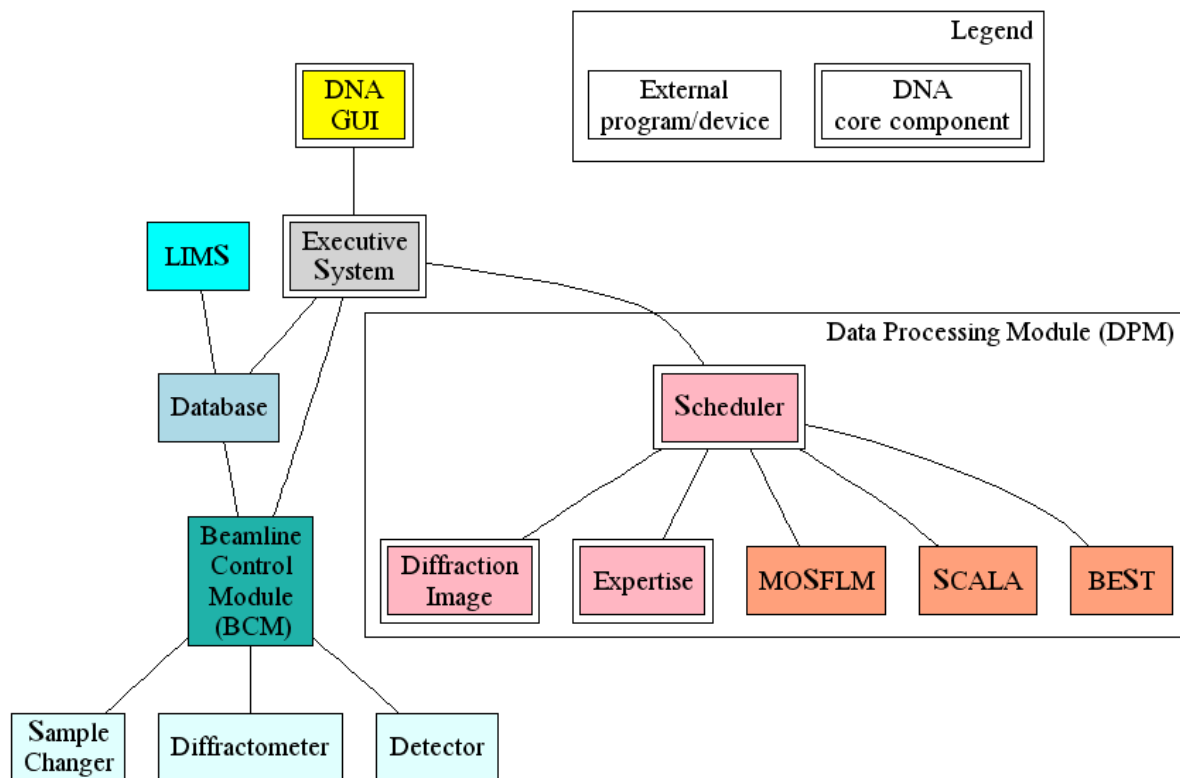 Legend
External
program/device
DNA
core component
DNA
GUI
LIMS
Executive
System
Data Processing Module (DPM)
Database
Scheduler
Beamline
Control
Module
(BCM)
Diffraction
Image
Expertise
MOSFLM
SCALA
BEST
Sample
Changer
Diffractometer
Detector